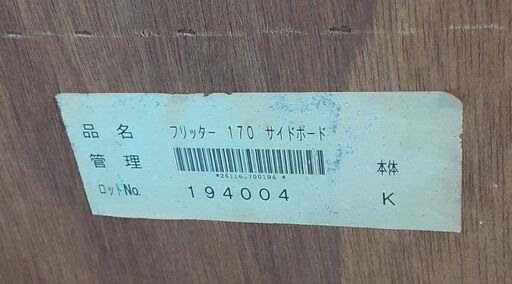 品名 フリッター 170 サイドボード
管理 本体
ロットNo. 194004 K